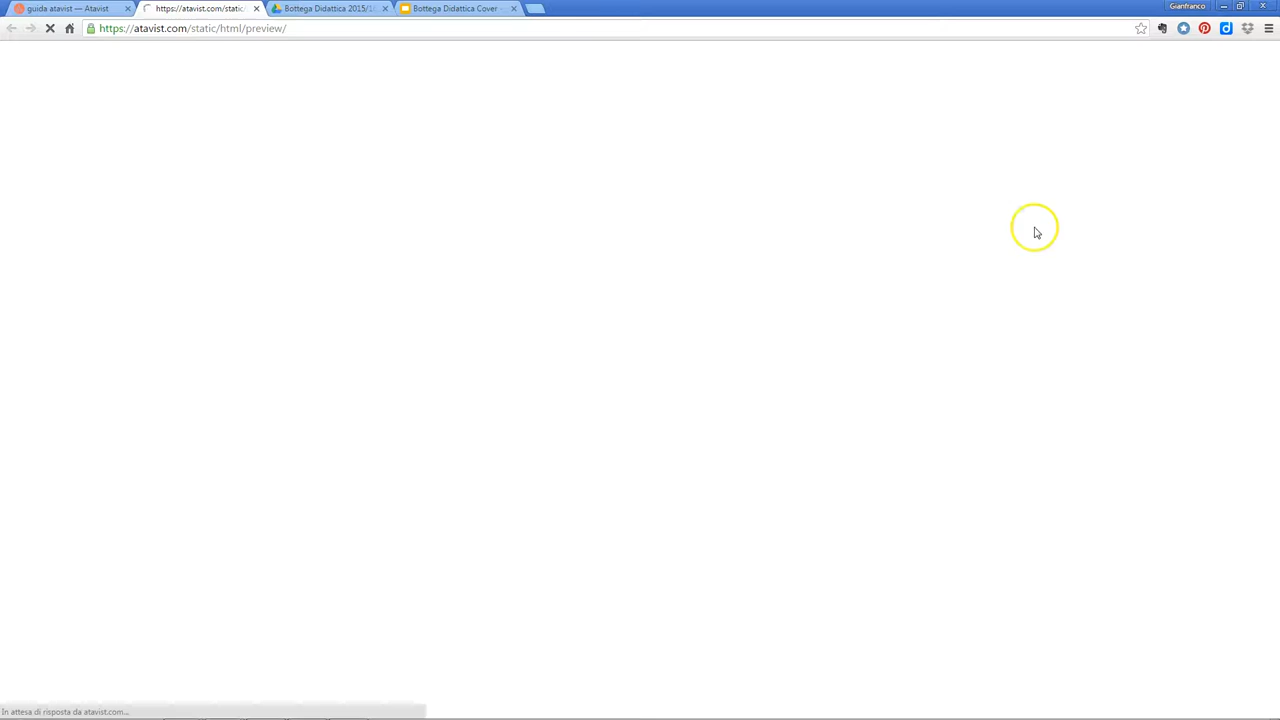 guida atavist — Atavist
https://atavist.com/static
Bottega Didattica 2015/1
Bottega Didattica Cover -
Gianfranco
https://atavist.com/static/html/preview/
In attesa di risposta da atavist.com...